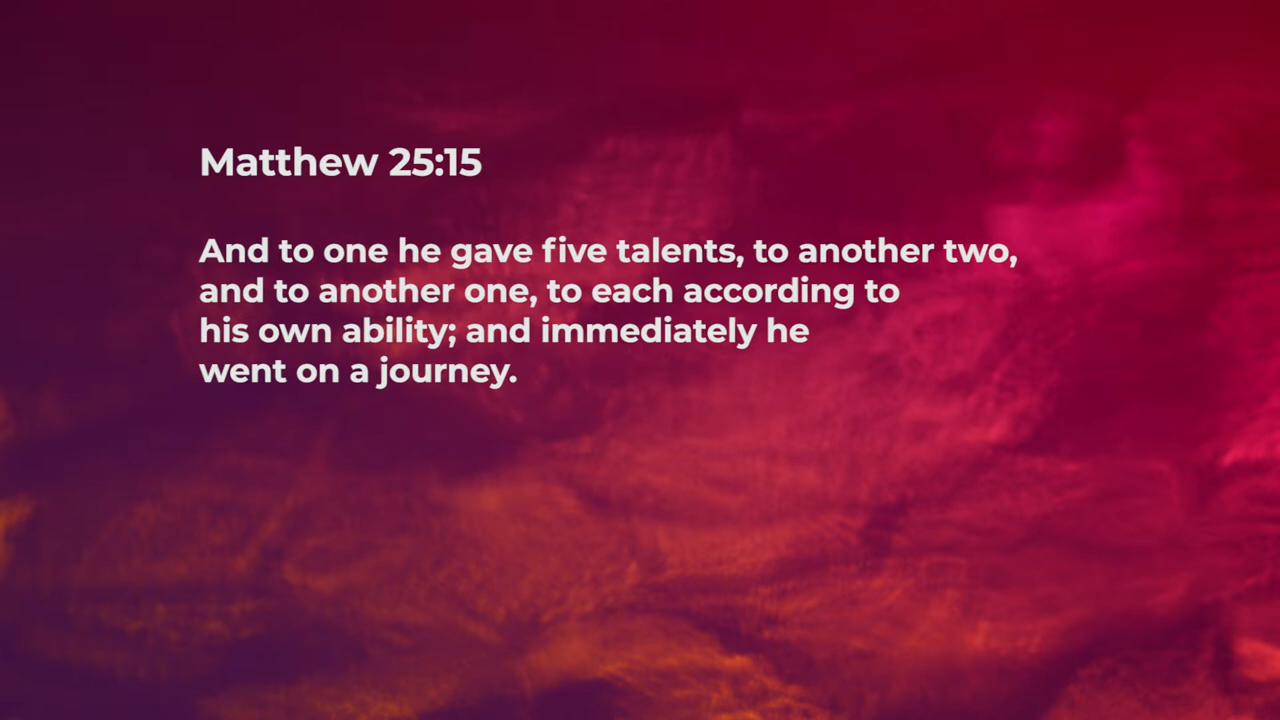 Matthew 25:15
And to one he gave five talents, to another two,
and to another one, to each according to
his own ability; and immediately he
went on a journey.